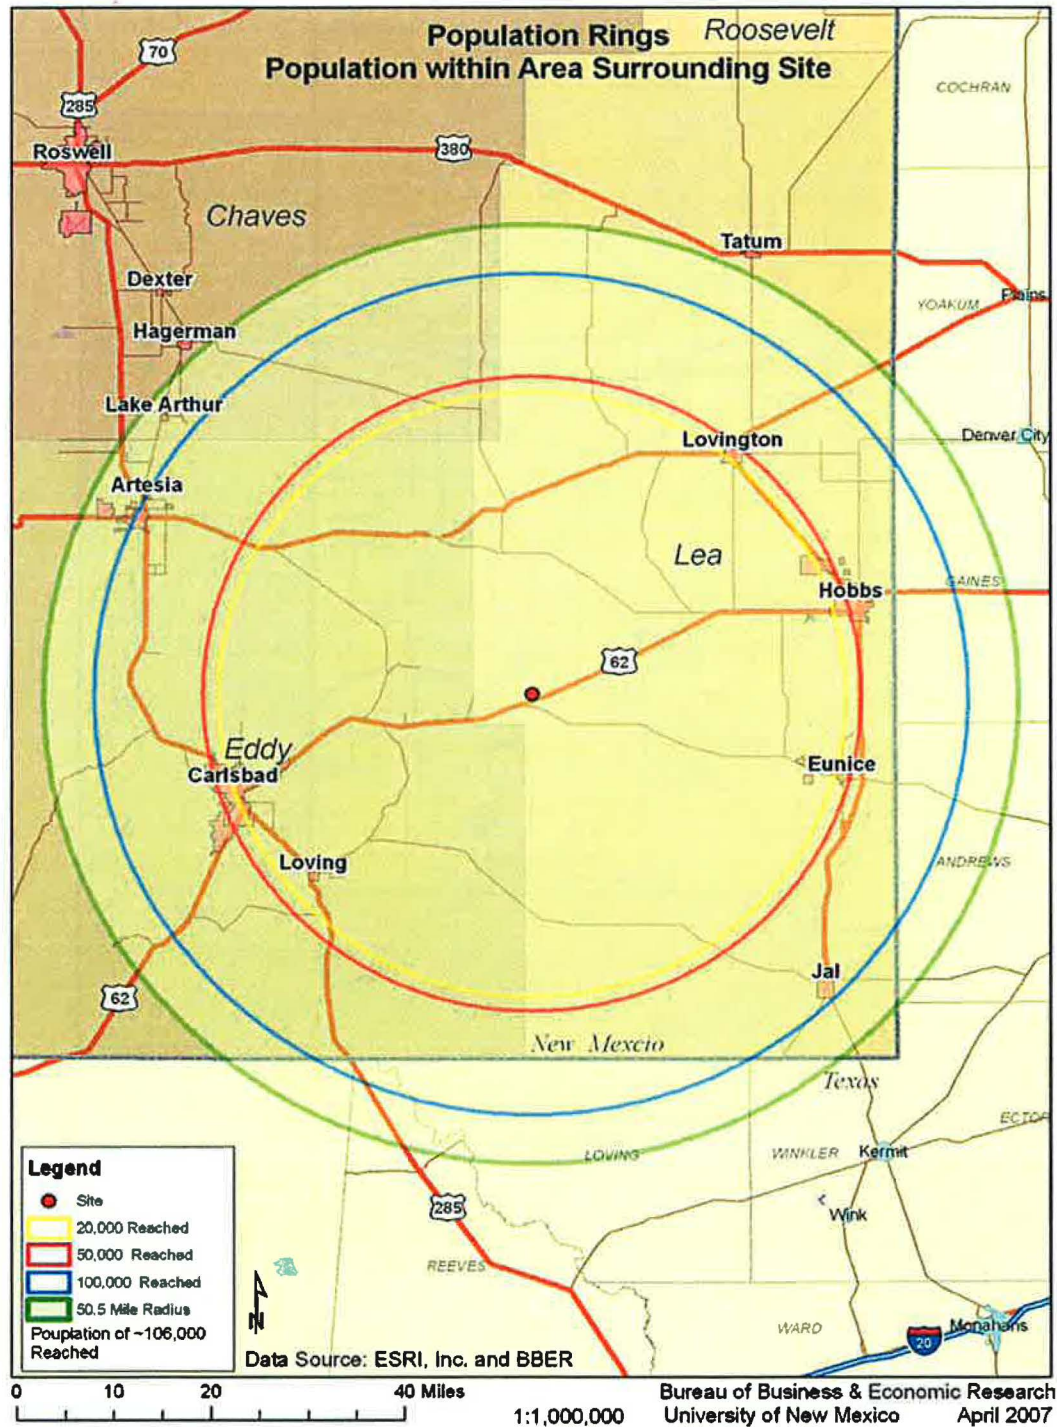 Population Rings
Population within Area Surrounding Site
Roosevelt
COCHRAN
70
285
380
Roswell
Chaves
Tatum
Dexter
Plains
YOAKUM
Hagerman
Lake Arthur
Lovington
Denver City
Artesia
Lea
GAINES
Hobbs
62
Eddy
Carlsbad
Eunice
Loving
ANDREWS
Jal
62
New Mexcio
Texas
ECTOR
LOVING
WINKLER
Kermit
Wink
285
REEVES
WARD
Monahans
20
Legend
Site
20,000 Reached
50,000 Reached
100,000 Reached
50.5 Mile Radius
Pouplation of ~106,000
Reached
N
Data Source: ESRI, Inc. and BBER
0 10 20 40 Miles
1:1,000,000
Bureau of Business & Economic Research
University of New Mexico April 2007